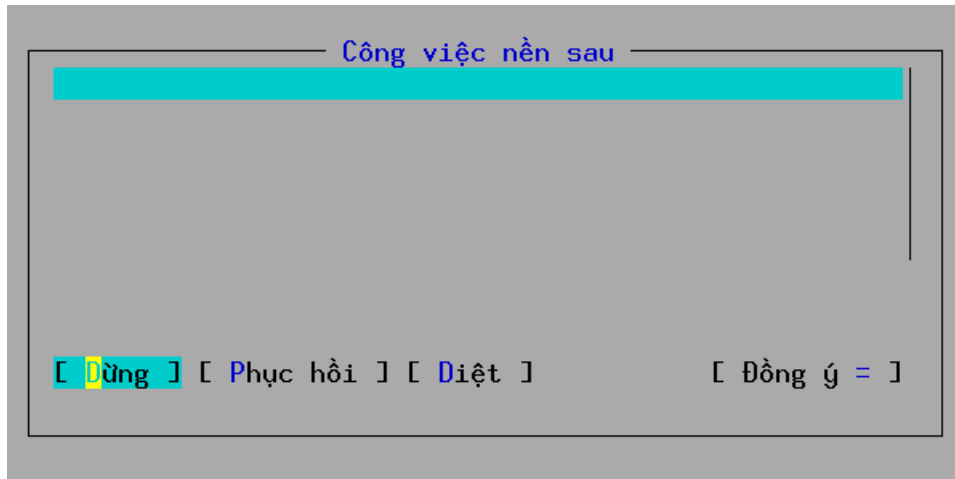 Công việc nền sau
[ Dừng ] [ Phục hồi ] [ Diệt ] [ Đồng ý = ]